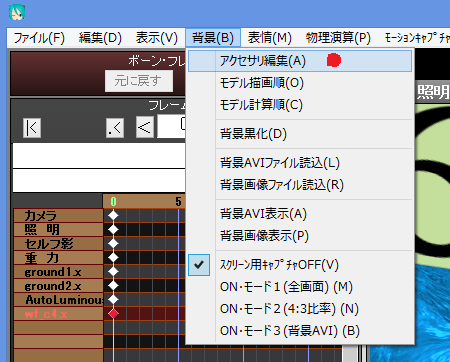 ファイル(F) 編集(D) 表示(V) 背景(B) 表情(M) 物理演算(P) ﾓｰｼｮﾝｷｬﾌﾟﾁｬ
ボーン・フレ
元に戻す
フレーム
|< .< <
0 5
カメラ
照 明
セルフ影
重 力
ground1.x
ground2.x
AutoLuminou
アクセサリ編集(A)
モデル描画順(O)
モデル計算順(C)
背景黒化(D)
背景AVIファイル読込(L)
背景画像ファイル読込(R)
背景AVI表示(A)
背景画像表示(P)
ｽｸﾘｰﾝ用ｷｬﾌﾟﾁｬOFF(V)
ON・モード1 (全画面) (M)
ON・モード2 (4:3比率) (N)
ON・モード3 (背景AVI) (B)
照明